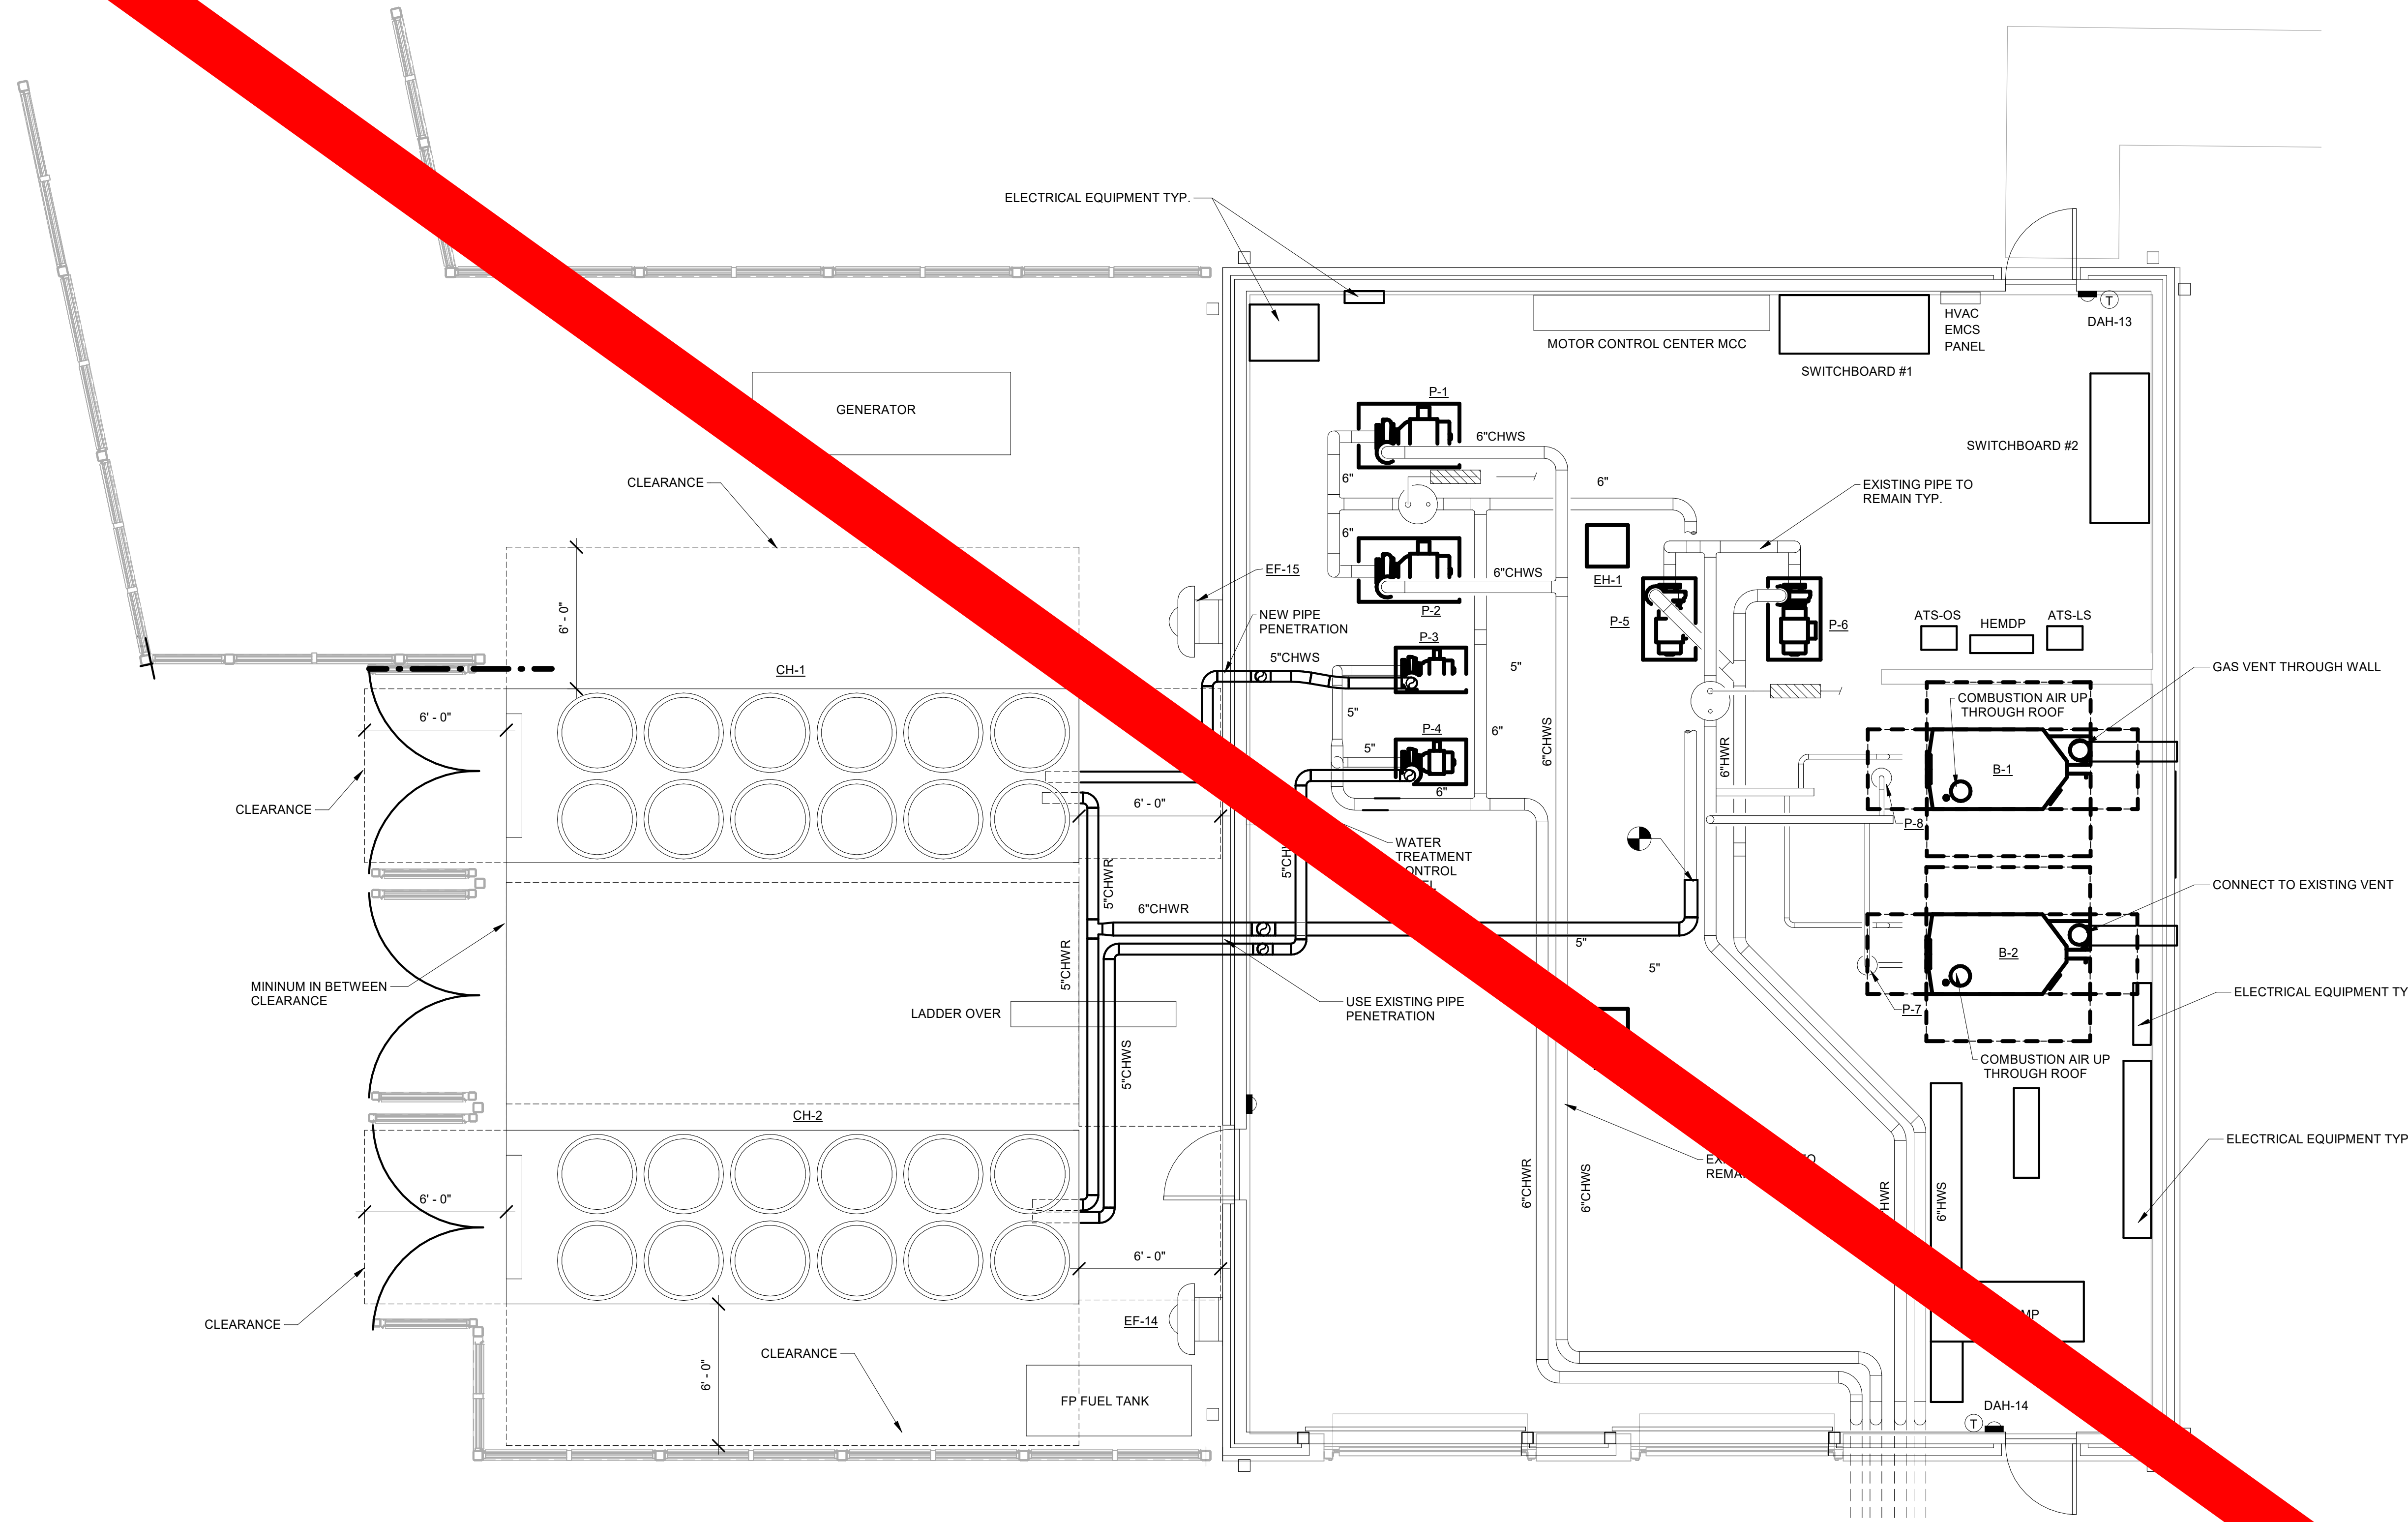 ELECTRICAL EQUIPMENT TYP.
HVAC
EMCS
PANEL
DAH-13
T
MOTOR CONTROL CENTER MCC
SWITCHBOARD #1
P-1
GENERATOR
6"CHWS
SWITCHBOARD #2
CLEARANCE
6"
6"
EXISTING PIPE TO
REMAIN TYP.
6"
EF-15
6"CHWS
EH-1
P-2
6' - 0"
NEW PIPE
PENETRATION
P-5
P-6
ATS-OS
HEMDP
ATS-LS
P-3
5"CHWS
5"
CH-1
GAS VENT THROUGH WALL
COMBUSTION AIR UP
THROUGH ROOF
6' - 0"
5"
P-4
6"
6"CHWS
5"
6"HWR
B-1
6"
CLEARANCE
6' - 0"
P-8
WATER
TREATMENT
5"CHWR
6"CHWR
CONNECT TO EXISTING VENT
5"
5"CHWR
5"
B-2
MININUM IN BETWEEN
CLEARANCE
LADDER OVER
USE EXISTING PIPE
PENETRATION
P-7
ELECTRICAL EQUIPMENT TY
5"CHWS
COMBUSTION AIR UP
THROUGH ROOF
CH-2
ELECTRICAL EQUIPMENT TYP
6' - 0"
6"CHWR
6"CHWS
HWR
6"HWS
6' - 0"
EF-14
CLEARANCE
CLEARANCE
6' - 0"
FP FUEL TANK
DAH-14
T